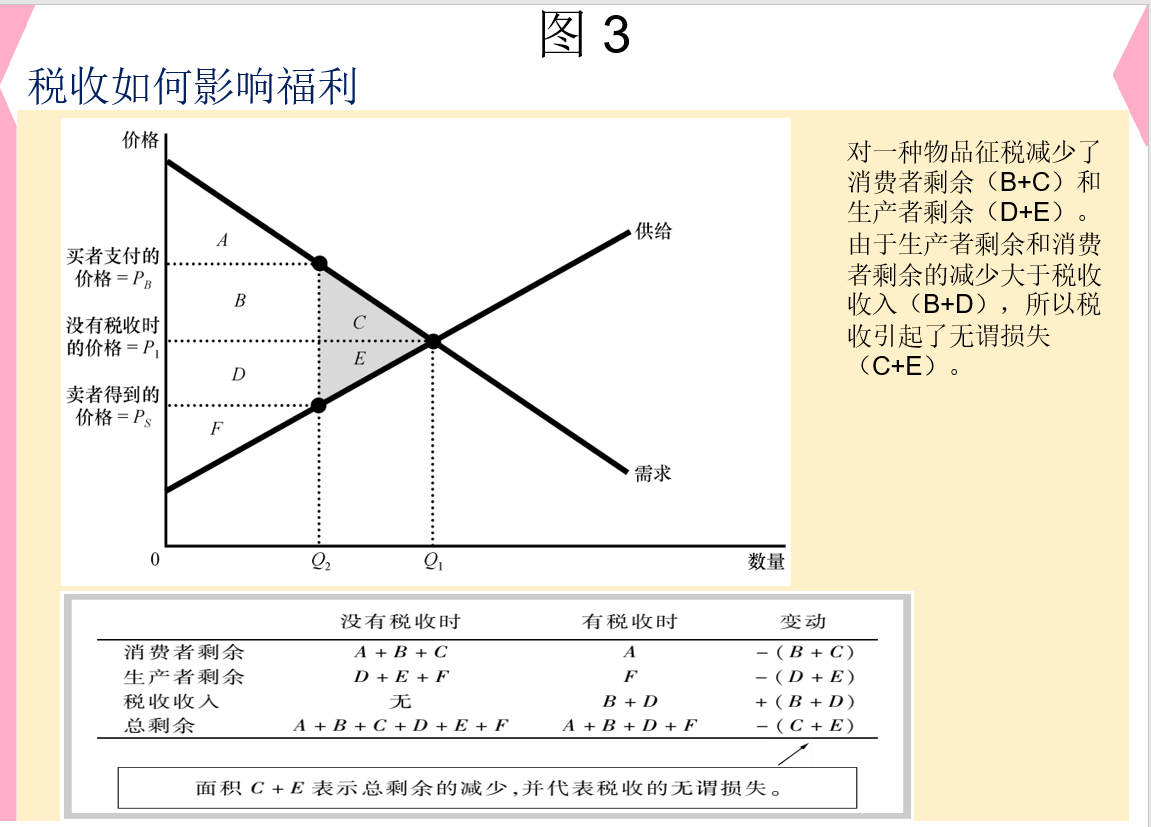 图 3
税收如何影响福利
价格
A
买者支付的
价格 = P_B
B
没有税收时
的价格 = P_1
C
E
D
卖者得到的
价格 = P_S
F
供给
需求
0
Q_2
Q_1
数量
对一种物品征税减少了
消费者剩余（B+C）和
生产者剩余（D+E）。
由于生产者剩余和消费
者剩余的减少大于税收
收入（B+D），所以税
收引起了无谓损失
（C+E）。
没有税收时 有税收时 变动
消费者剩余 A + B + C A － ( B + C )
生产者剩余 D + E + F F － ( D + E )
税收收入 无 B + D + ( B + D )
总剩余 A + B + C + D + E + F A + B + D + F － ( C + E )
面积 C + E 表示总剩余的减少,并代表税收的无谓损失。